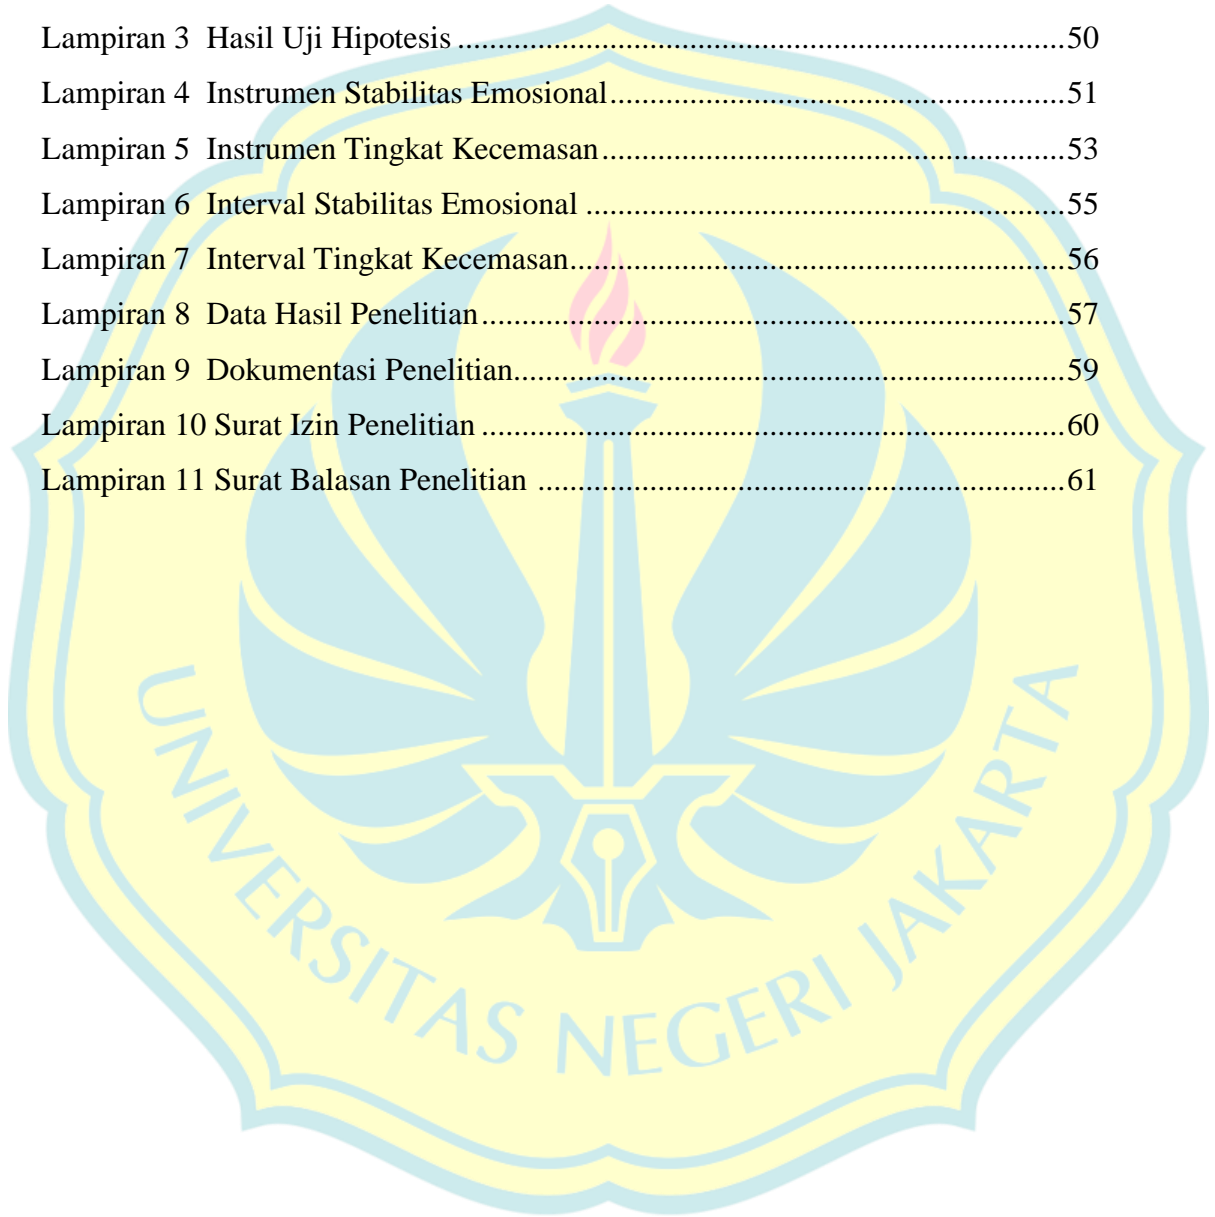 Lampiran 3  Hasil Uji Hipotesis ............................................................................50
Lampiran 4  Instrumen Stabilitas Emosional.........................................................51
Lampiran 5  Instrumen Tingkat Kecemasan..........................................................53
Lampiran 6  Interval Stabilitas Emosional ............................................................55
Lampiran 7  Interval Tingkat Kecemasan..............................................................56
Lampiran 8  Data Hasil Penelitian.........................................................................57
Lampiran 9  Dokumentasi Penelitian.....................................................................59
Lampiran 10 Surat Izin Penelitian .........................................................................60
Lampiran 11 Surat Balasan Penelitian ..................................................................61
UNIVERSITAS NEGERI JAKARTA